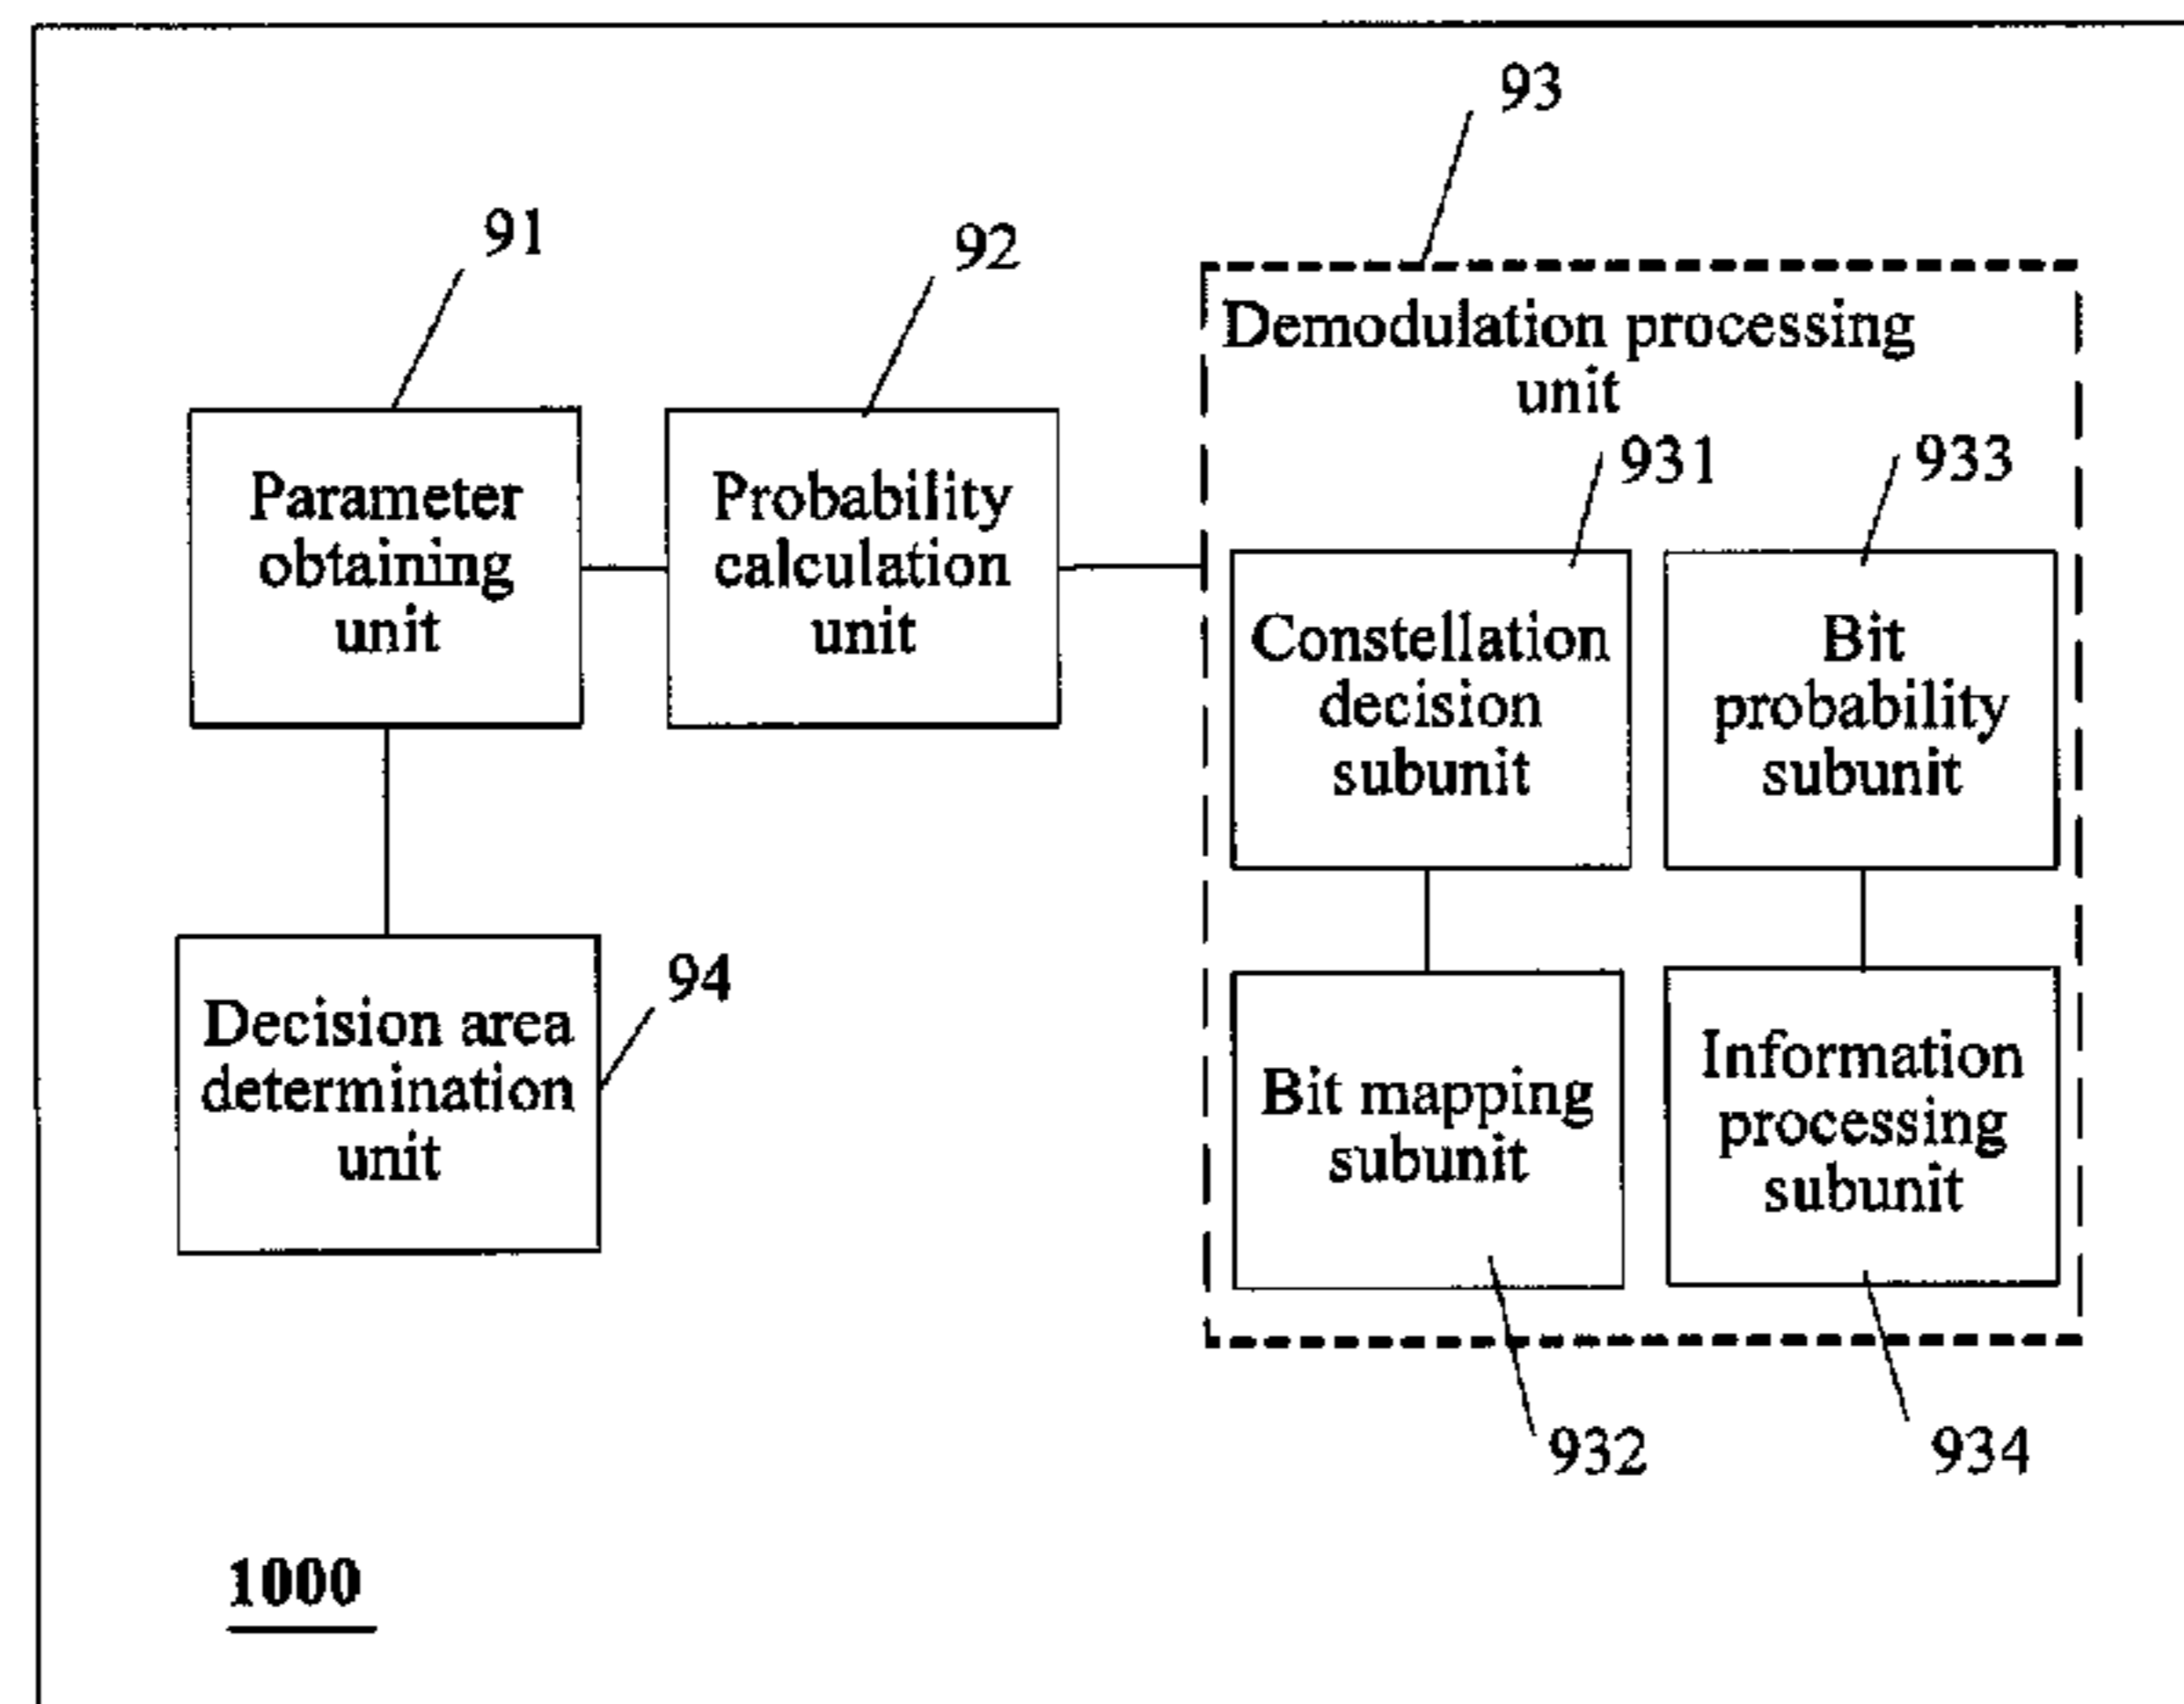 93
91
92
Demodulation processing
unit
931
933
Parameter
obtaining
unit
Probability
calculation
unit
Constellation
decision
subunit
Bit
probability
subunit
94
Decision area
determination
unit
Bit mapping
subunit
Information
processing
subunit
932
934
1000